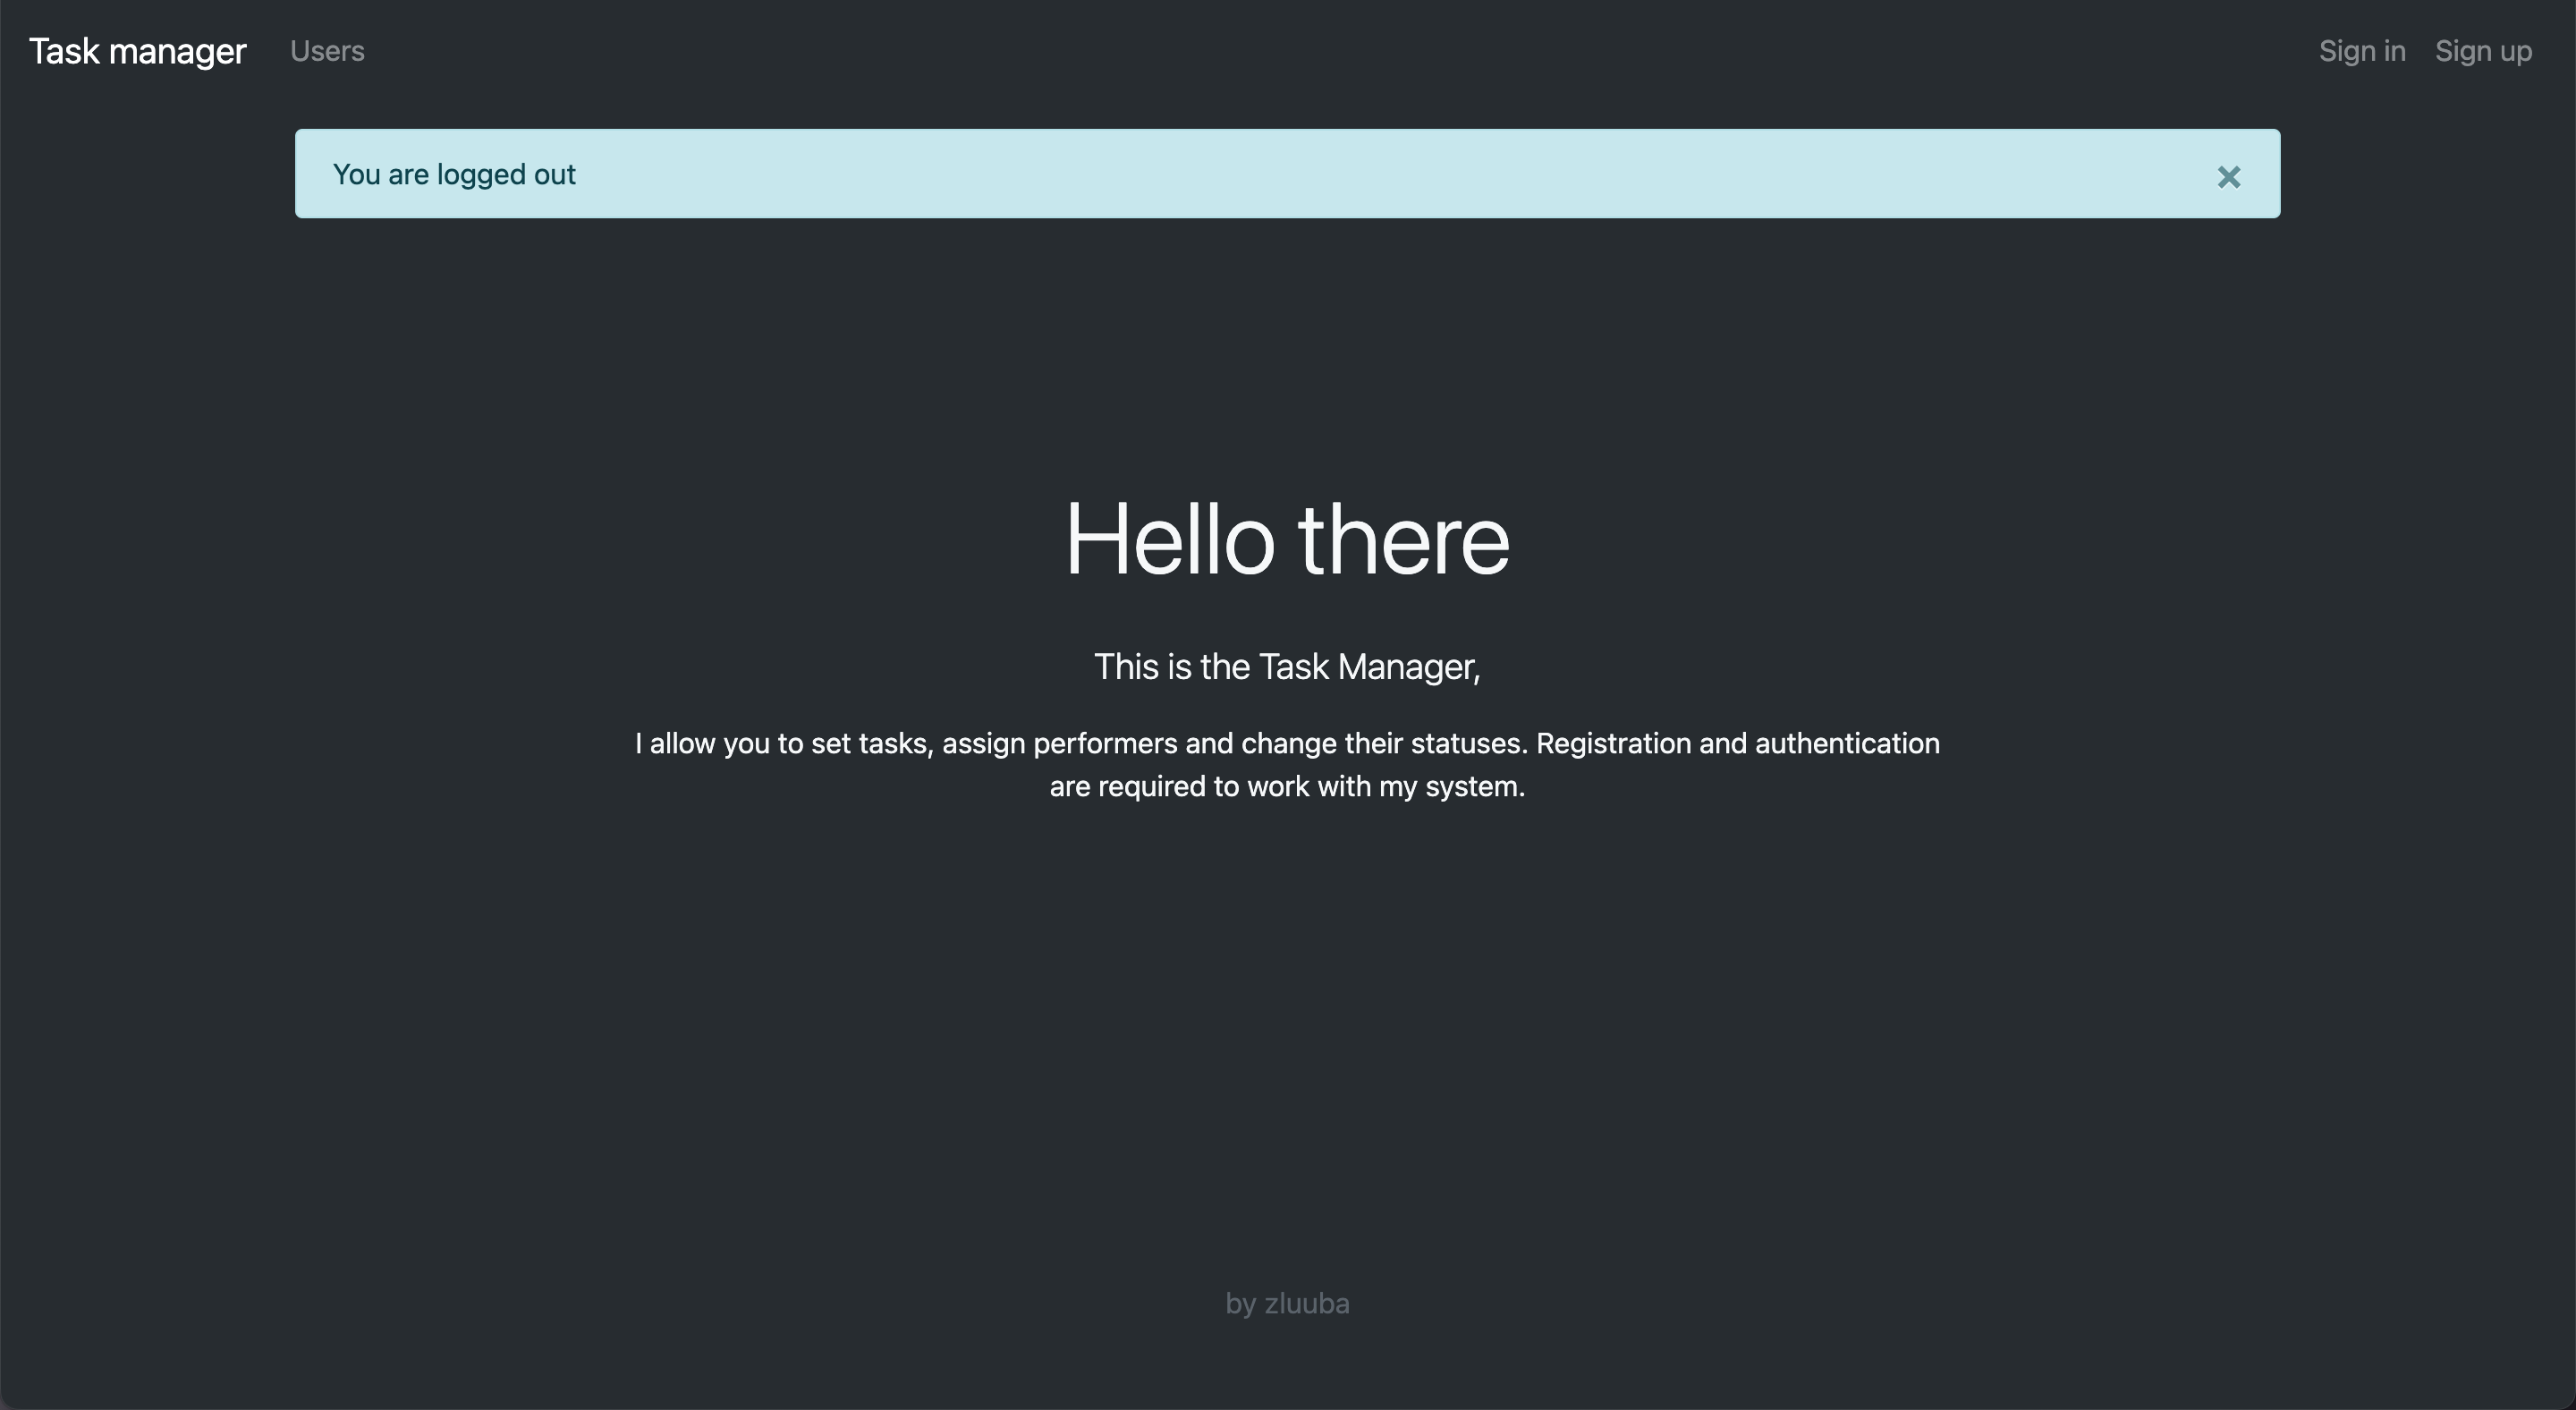 Task manager Users Sign in Sign up
You are logged out ×
Hello there
This is the Task Manager,
I allow you to set tasks, assign performers and change their statuses. Registration and authentication
are required to work with my system.
by zluuba